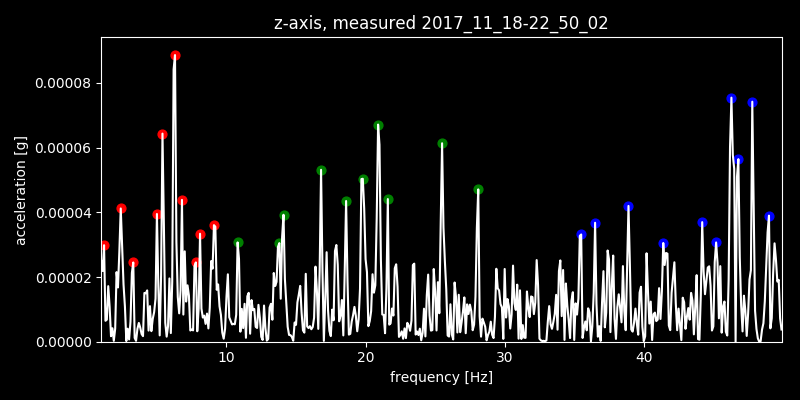 z-axis, measured 2017_11_18-22_50_02
0.00008
0.00006
0.00004
0.00002
0.00000
acceleration [g]
10 20 30 40
frequency [Hz]